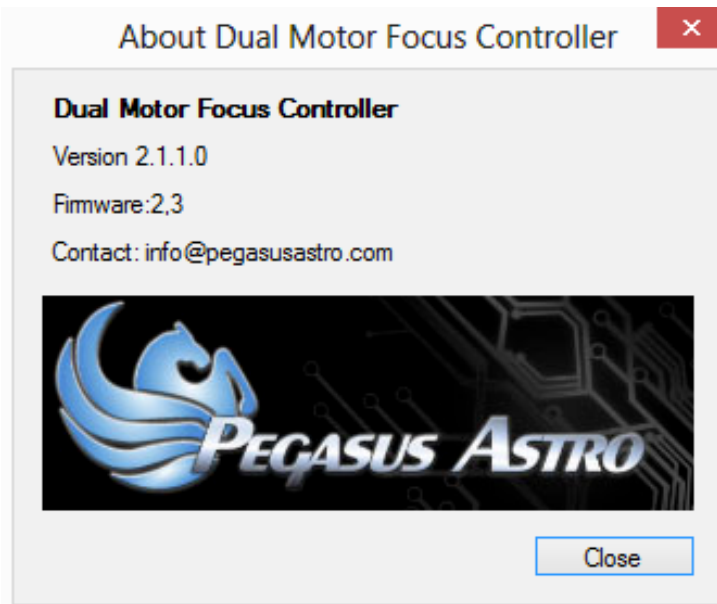 About Dual Motor Focus Controller
Dual Motor Focus Controller
Version 2.1.1.0
Firmware:2,3
Contact: info@pegasusastro.com
PEGASUS ASTRO
Close